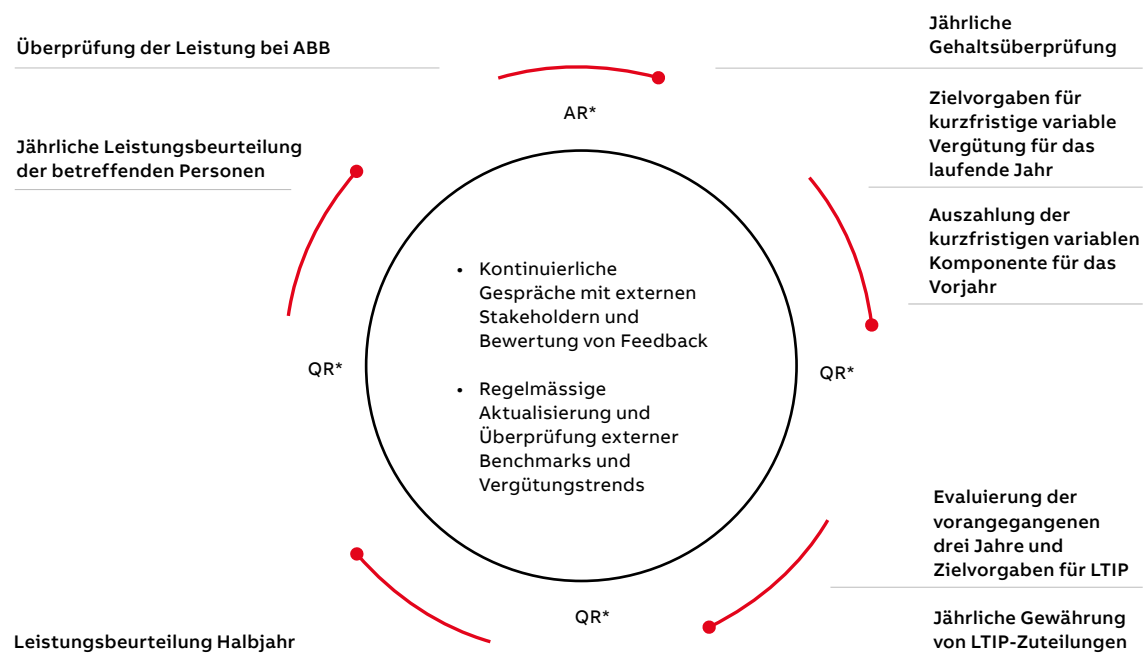 Überprüfung der Leistung bei ABB
Jährliche
Gehaltsüberprüfung
AR*
Zielvorgaben für
kurzfristige variable
Vergütung für das
laufende Jahr
Jährliche Leistungsbeurteilung
der betreffenden Personen
Auszahlung der
kurzfristigen variablen
Komponente für das
Vorjahr
• Kontinuierliche
Gespräche mit externen
Stakeholdern und
Bewertung von Feedback
QR*
QR*
• Regelmässige
Aktualisierung und
Überprüfung externer
Benchmarks und
Vergütungstrends
Evaluierung der
vorangegangenen
drei Jahre und
Zielvorgaben für LTIP
QR*
Leistungsbeurteilung Halbjahr
Jährliche Gewährung
von LTIP-Zuteilungen